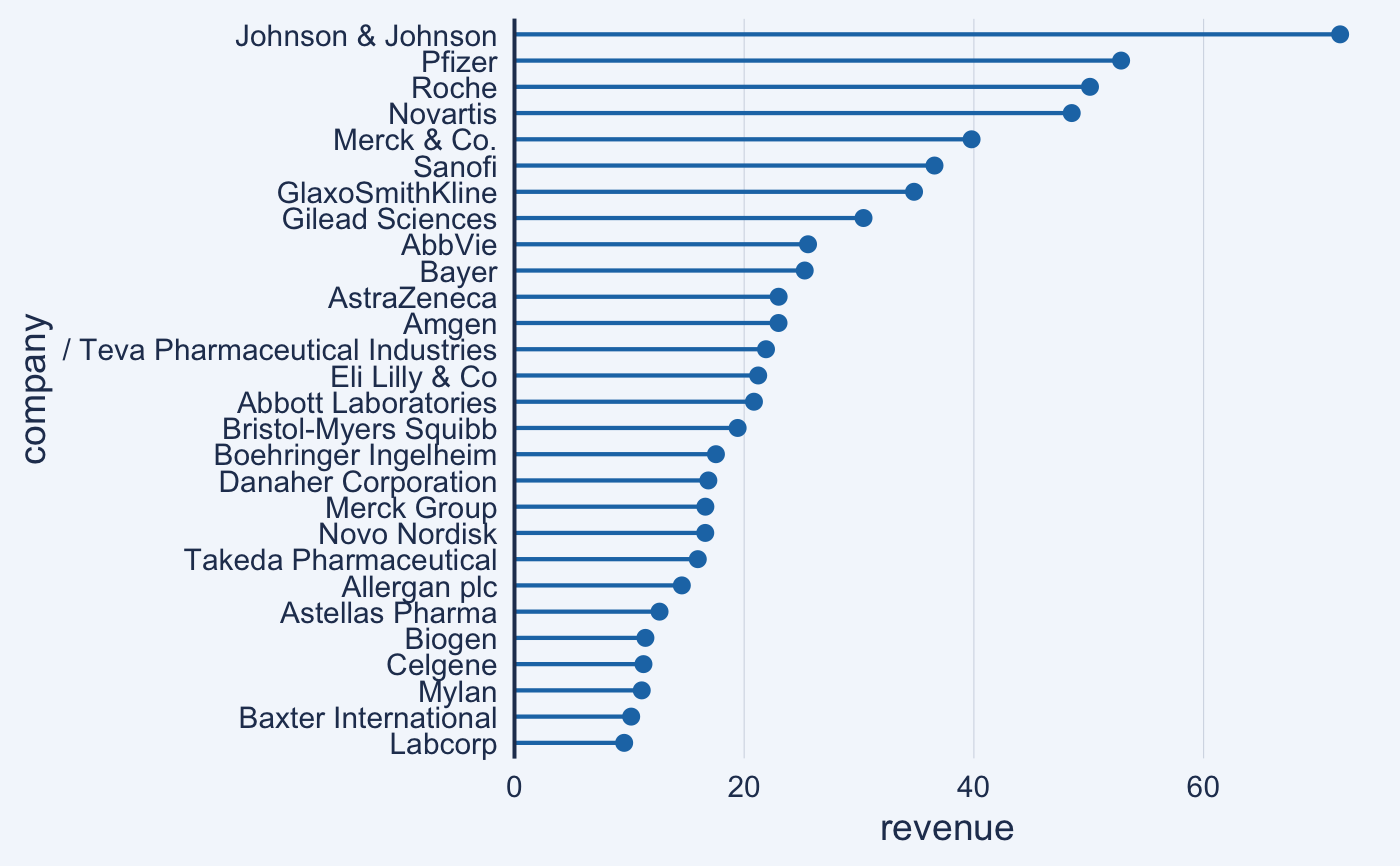 Johnson & Johnson
Pfizer
Roche
Novartis
Merck & Co.
Sanofi
GlaxoSmithKline
Gilead Sciences
AbbVie
Bayer
AstraZeneca
Amgen
/ Teva Pharmaceutical Industries
Eli Lilly & Co
Abbott Laboratories
Bristol-Myers Squibb
Boehringer Ingelheim
Danaher Corporation
Merck Group
Novo Nordisk
Takeda Pharmaceutical
Allergan plc
Astellas Pharma
Biogen
Celgene
Mylan
Baxter International
Labcorp
company
0 20 40 60
revenue